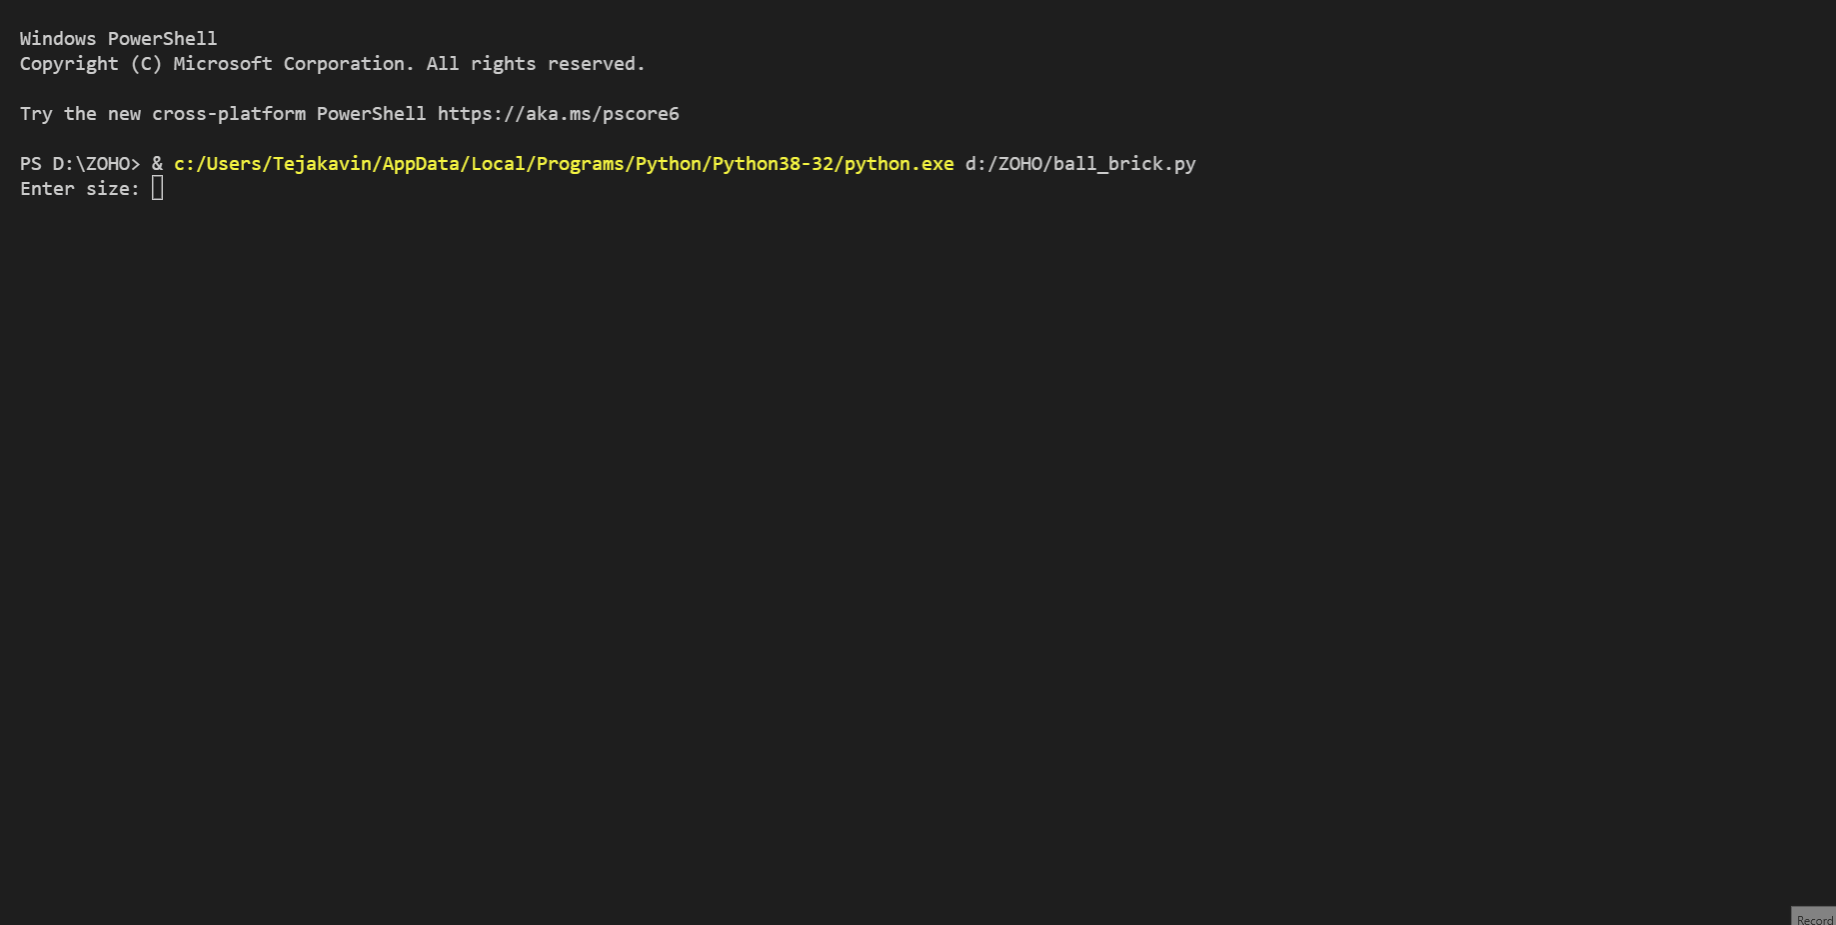 Windows PowerShell
Copyright (C) Microsoft Corporation. All rights reserved.
Try the new cross-platform PowerShell https://aka.ms/pscore6
PS D:\ZOHO> & c:/Users/Tejakavin/AppData/Local/Programs/Python/Python38-32/python.exe d:/ZOHO/ball_brick.py
Enter size:
Record